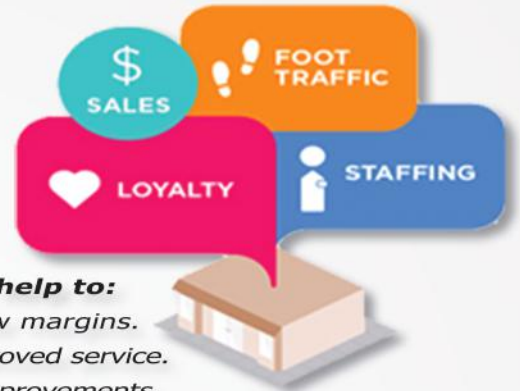 $
SALES
FOOT
TRAFFIC
LOYALTY
STAFFING
help to:
margins.
service.